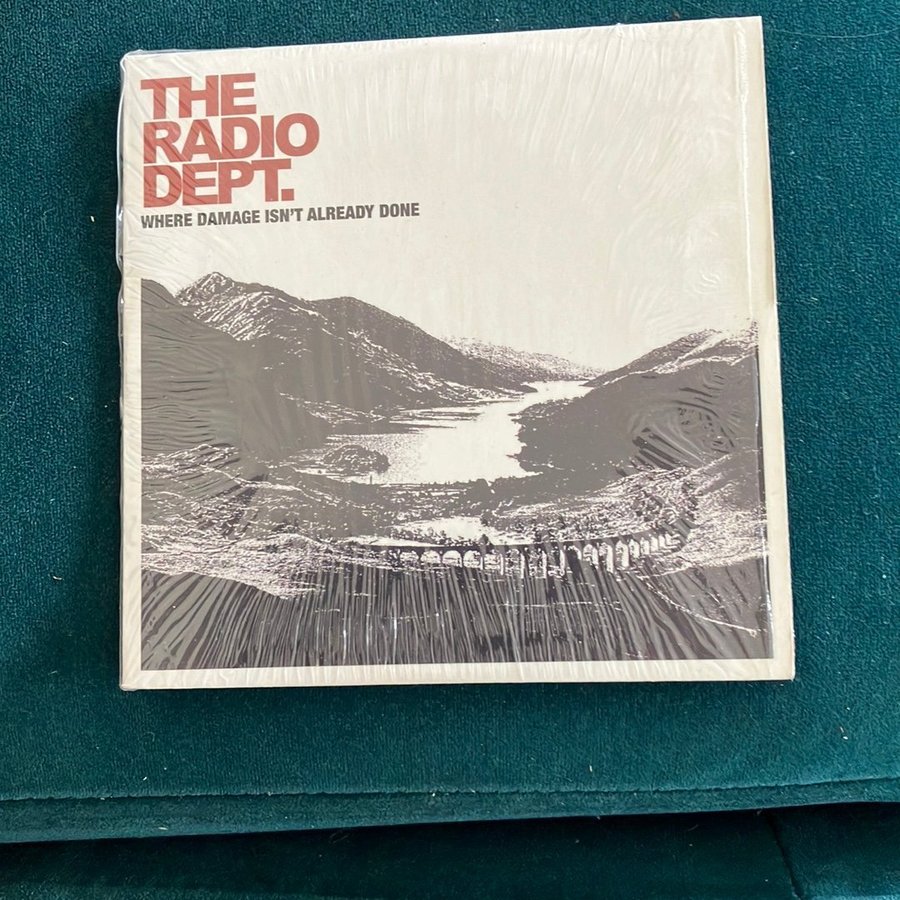 THE
RADIO
DEPT.
WHERE DAMAGE ISN'T ALREADY DONE